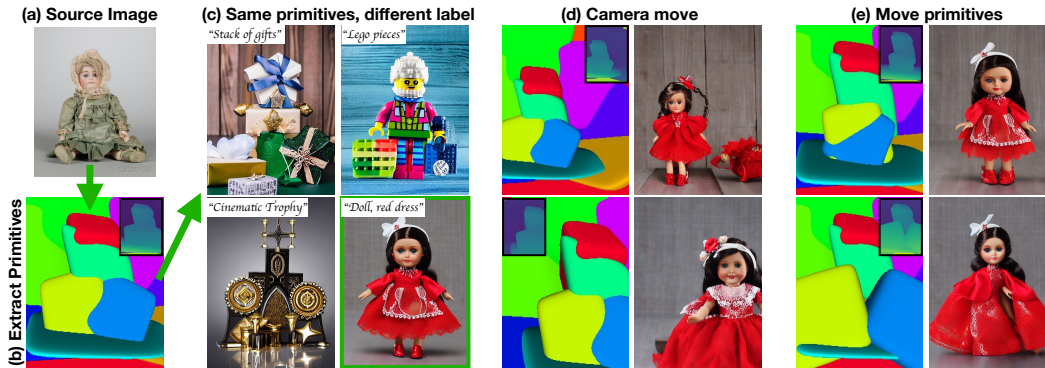 (a) Source Image
(c) Same primitives, different label
(d) Camera move
(e) Move primitives
"Stack of gifts"
"Lego pieces"
"Cinematic Trophy"
"Doll, red dress"
(b) Extract Primitives